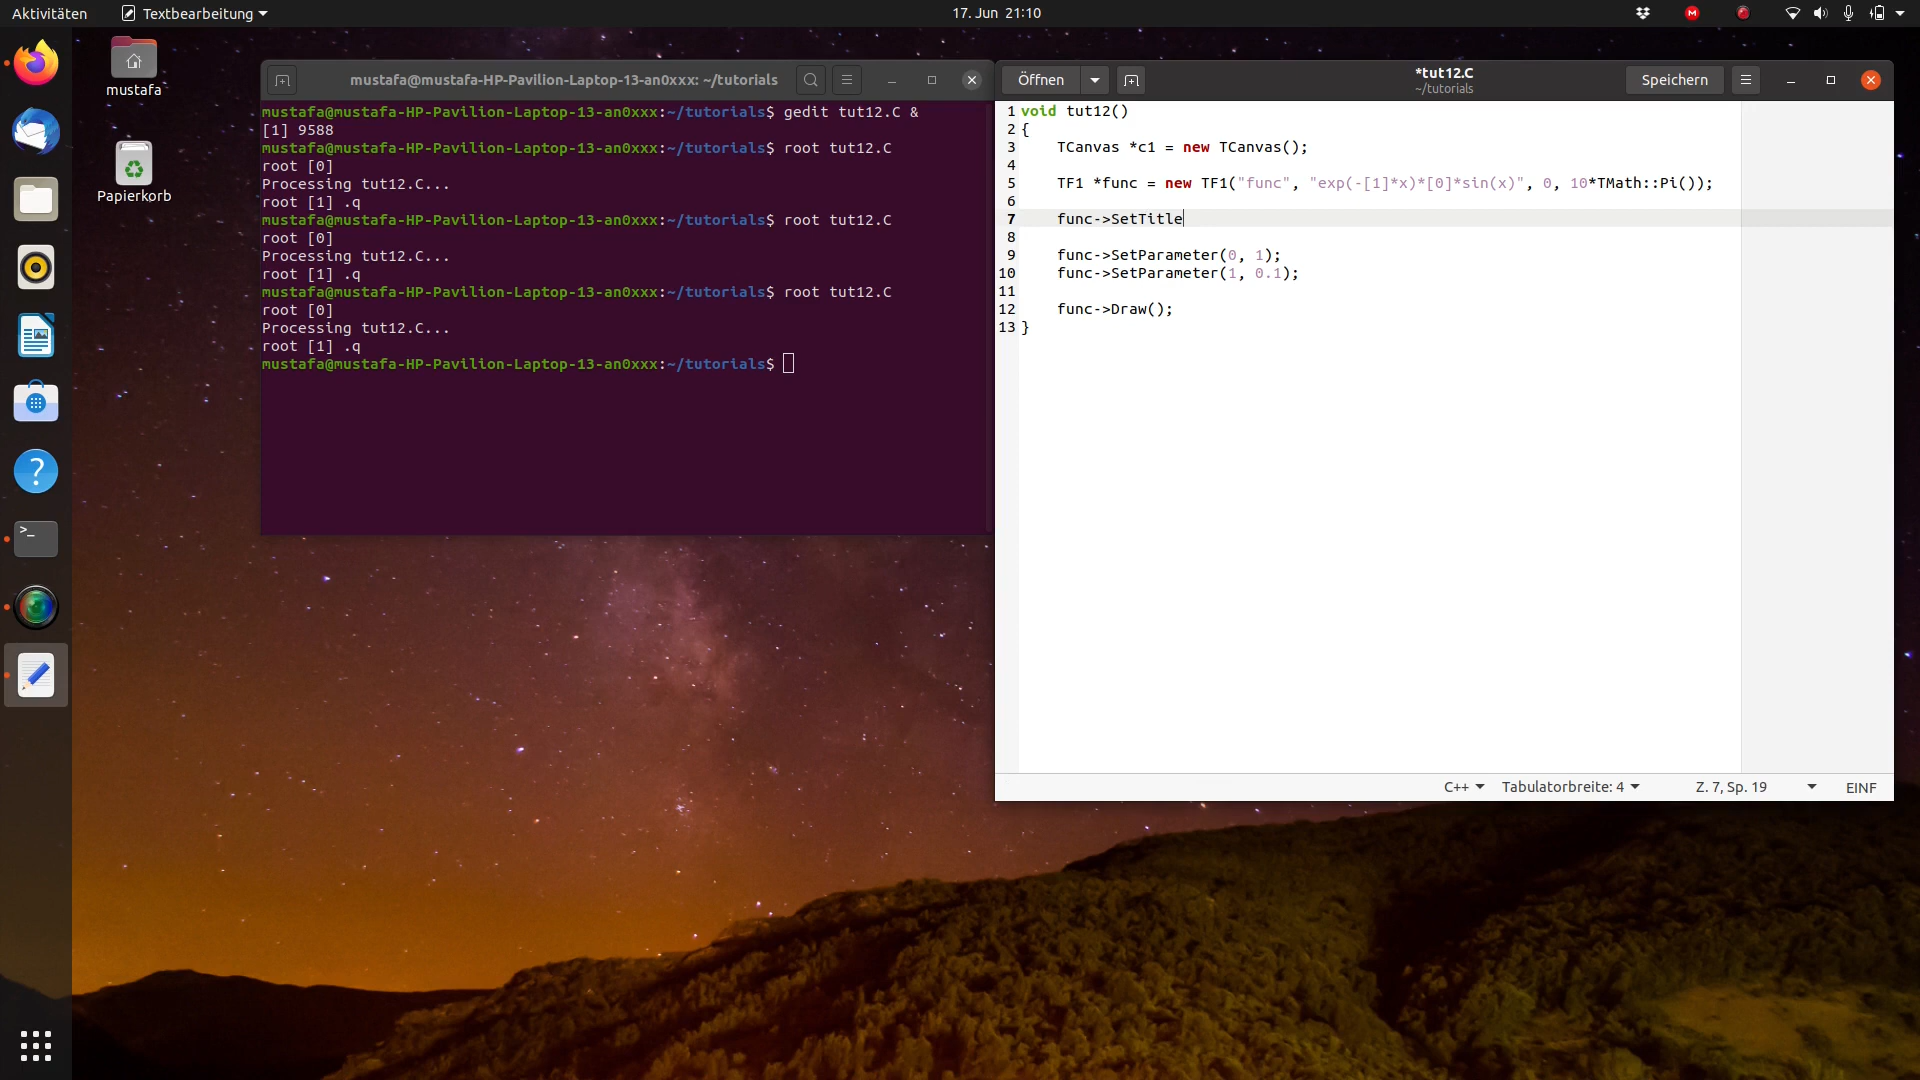 Aktivitäten
Textbearbeitung
17. Jun 21:10
mustafa
Papierkorb
mustafa@mustafa-HP-Pavilion-Laptop-13-an0xxx: ~/tutorials
mustafa@mustafa-HP-Pavilion-Laptop-13-an0xxx:~/tutorials$ gedit tut12.C &
[1] 9588
mustafa@mustafa-HP-Pavilion-Laptop-13-an0xxx:~/tutorials$ root tut12.C
root [0]
Processing tut12.C...
root [1] .q
mustafa@mustafa-HP-Pavilion-Laptop-13-an0xxx:~/tutorials$ root tut12.C
root [0]
Processing tut12.C...
root [1] .q
mustafa@mustafa-HP-Pavilion-Laptop-13-an0xxx:~/tutorials$ root tut12.C
root [0]
Processing tut12.C...
root [1] .q
mustafa@mustafa-HP-Pavilion-Laptop-13-an0xxx:~/tutorials$
Öffnen
*tut12.C
~/tutorials
Speichern
1 void tut12()
2 {
3     TCanvas *c1 = new TCanvas();
4
5     TF1 *func = new TF1("func", "exp(-[1]*x)*[0]*sin(x)", 0, 10*TMath::Pi());
6
7     func->SetTitle
8
9     func->SetParameter(0, 1);
10     func->SetParameter(1, 0.1);
11
12     func->Draw();
13 }
C++
Tabulatorbreite: 4
Z. 7, Sp. 19
EINF